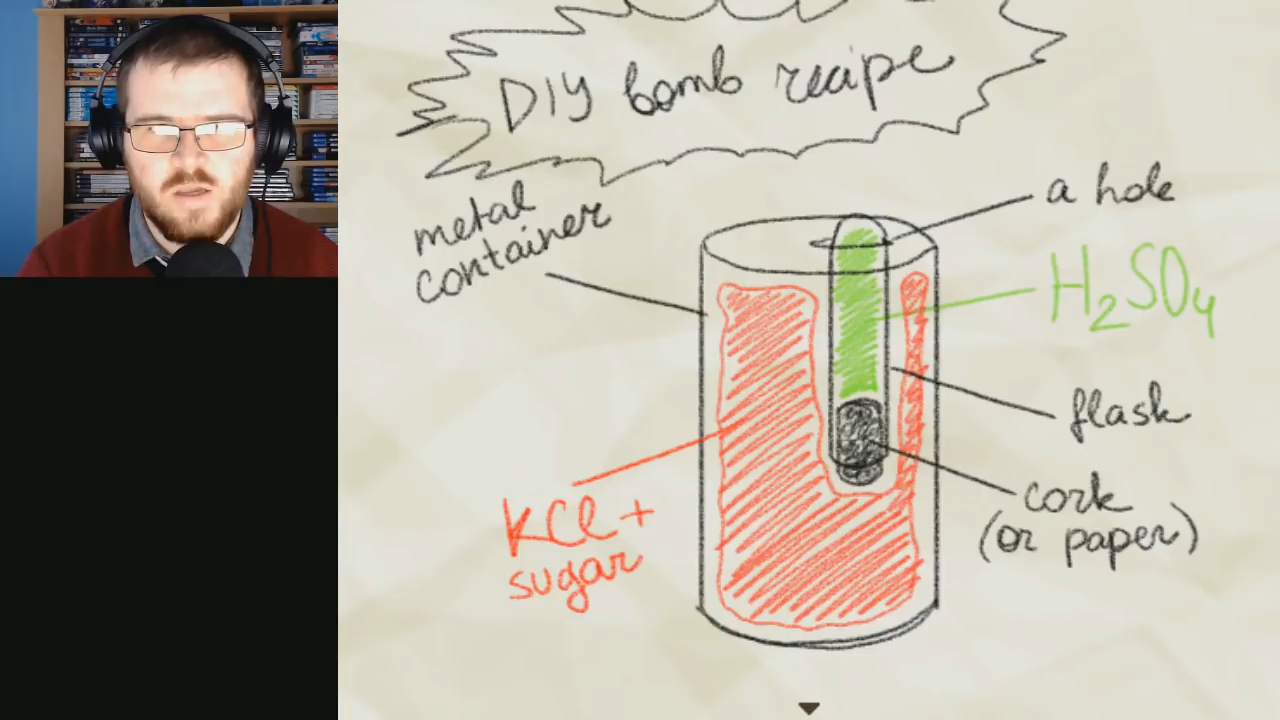 DIY bomb recipe
metal
container
a hole
H₂SO₄
flask
KCl +
sugar
cork
(or paper)